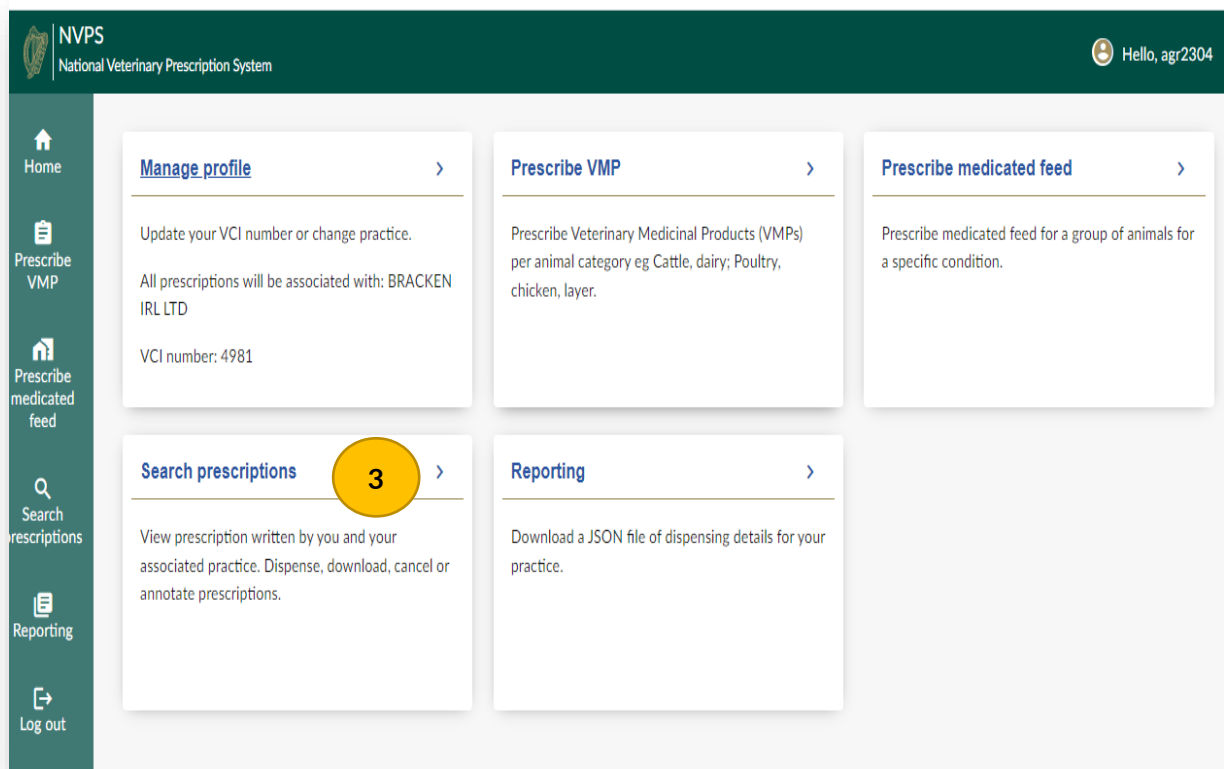 NVPS
National Veterinary Prescription System
Hello, agr2304
Home
Prescribe
VMP
Prescribe
medicated
feed
Search
prescriptions
Reporting
Log out
Manage profile
Update your VCI number or change practice.
All prescriptions will be associated with: BRACKEN
IRL LTD
VCI number: 4981
Prescribe VMP
Prescribe Veterinary Medicinal Products (VMPs)
per animal category eg Cattle, dairy; Poultry,
chicken, layer.
Prescribe medicated feed
Prescribe medicated feed for a group of animals for
a specific condition.
Search prescriptions
3
View prescription written by you and your
associated practice. Dispense, download, cancel or
annotate prescriptions.
Reporting
Download a JSON file of dispensing details for your
practice.